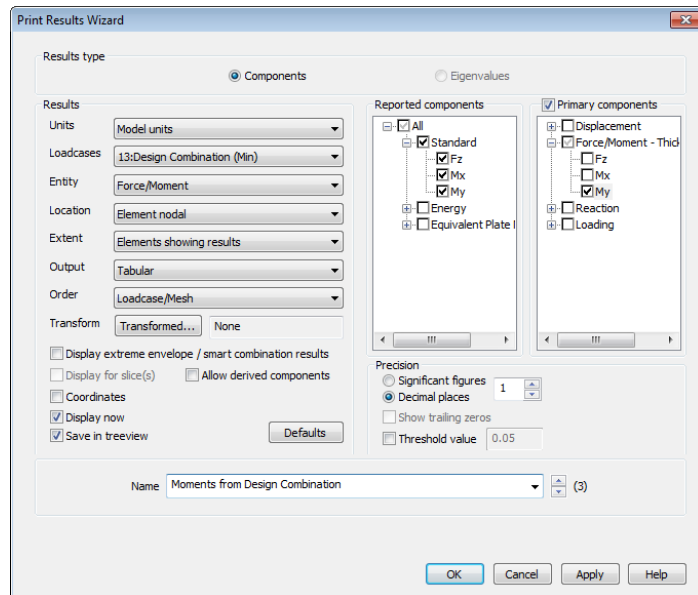 Print Results Wizard
Results type
Components
Eigenvalues
Results
Units
Model units
Loadcases
13:Design Combination (Min)
Entity
Force/Moment
Location
Element nodal
Extent
Elements showing results
Output
Tabular
Order
Loadcase/Mesh
Transform
Transformed...
None
Display extreme envelope / smart combination results
Display for slice(s)
Allow derived components
Coordinates
Display now
Save in treeview
Defaults
Reported components
All
Standard
Fz
Mx
My
Energy
Equivalent Plate I
Primary components
Displacement
Force/Moment - Thick
Fz
Mx
My
Reaction
Loading
Precision
Significant figures
Decimal places
1
Show trailing zeros
Threshold value
0.05
Name
Moments from Design Combination
(3)
OK
Cancel
Apply
Help